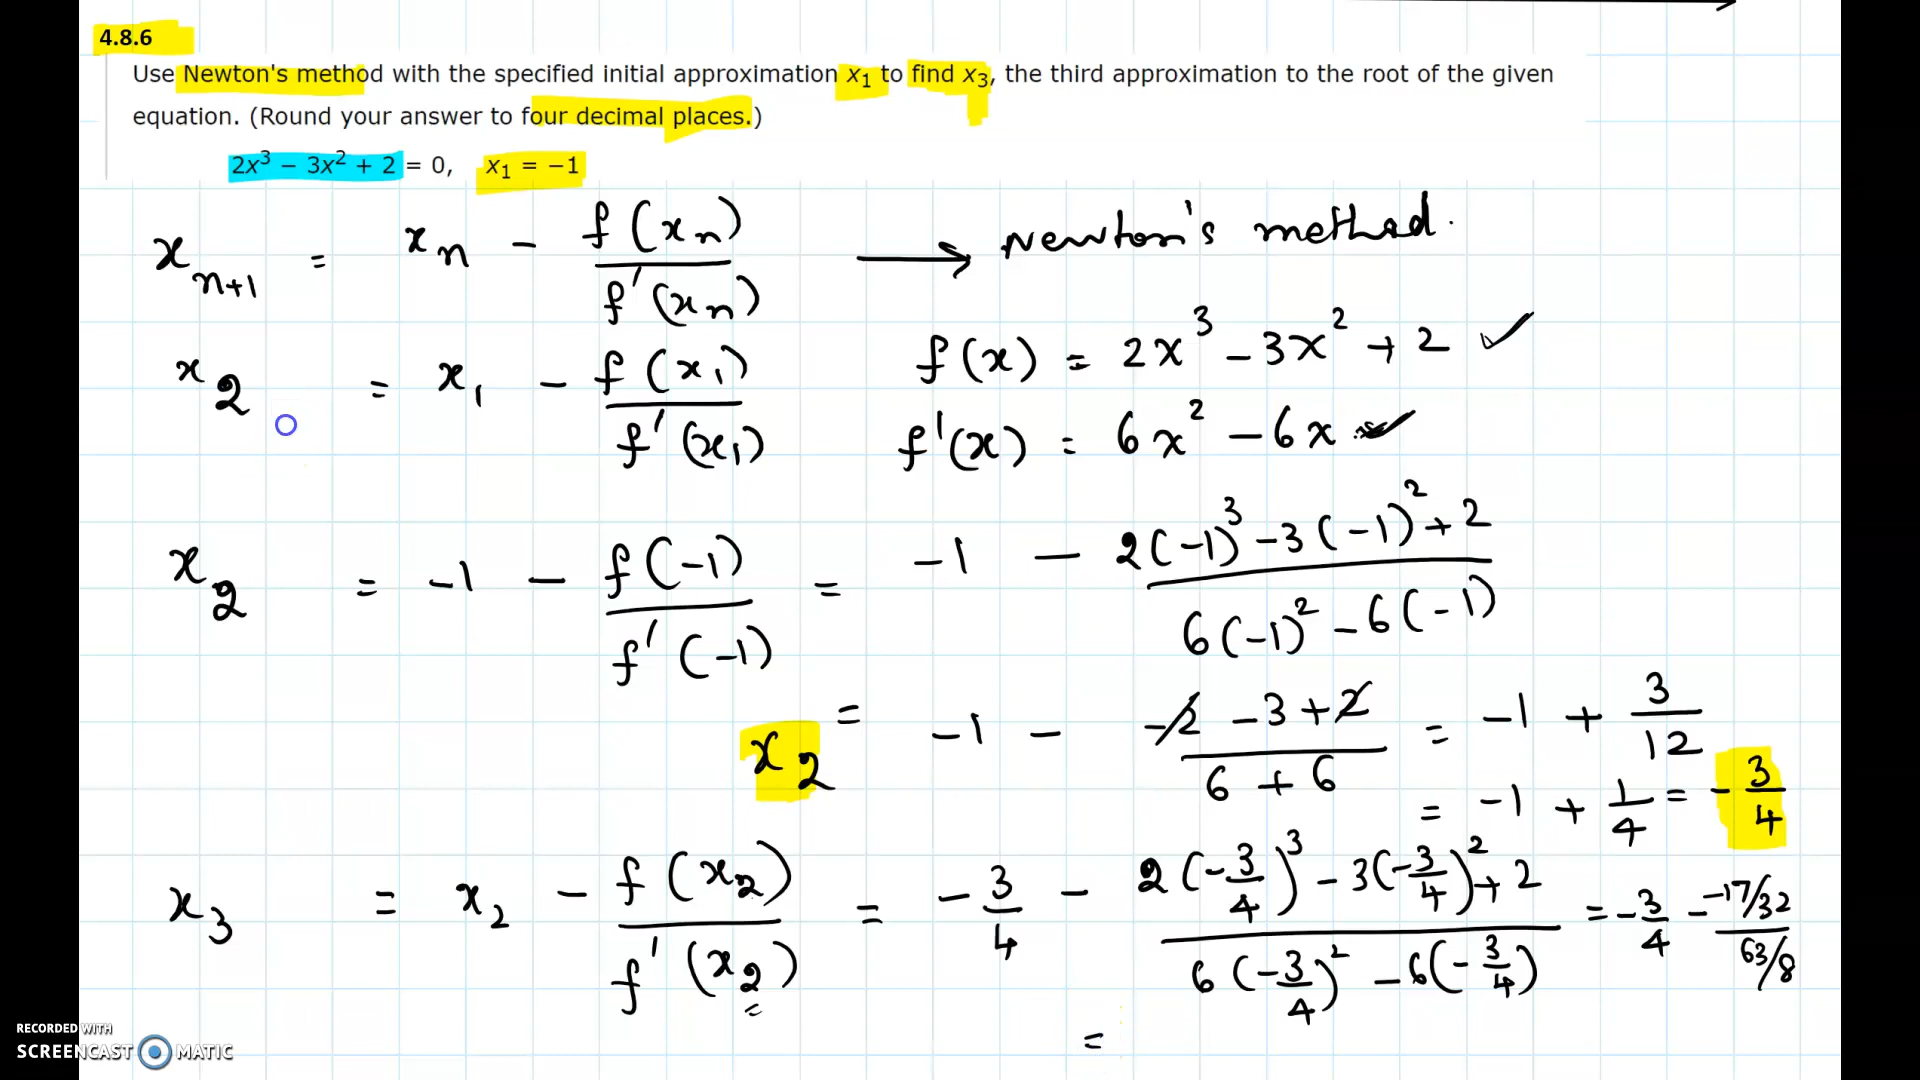 4.8.6
Use Newton's method with the specified initial approximation x₁ to find x₃, the third approximation to the root of the given
equation. (Round your answer to four decimal places.)
2x³ − 3x² + 2 = 0, x₁ = −1
xₙ₊₁ = xₙ - f(xₙ)/f'(xₙ) → Newton's method.
f(x) = 2x³ - 3x² + 2 ✓
x₂ = x₁ - f(x₁)/f'(x₁)
f'(x) = 6x² - 6x ✓
x₂ = -1 - f(-1)/f'(-1) = -1 - (2(-1)³ - 3(-1)² + 2)/(6(-1)² - 6(-1))
= -1 - (-2 - 3 + 2)/(6 + 6) = -1 + 3/12
x₂ = -1 + 1/4 = -3/4
x₃ = x₂ - f(x₂)/f'(x₂) = -3/4 - (2(-3/4)³ - 3(-3/4)² + 2)/(6(-3/4)² - 6(-3/4)) = -3/4 - (-17/32)/(63/8)
=
RECORDED WITH
SCREENCAST MATIC